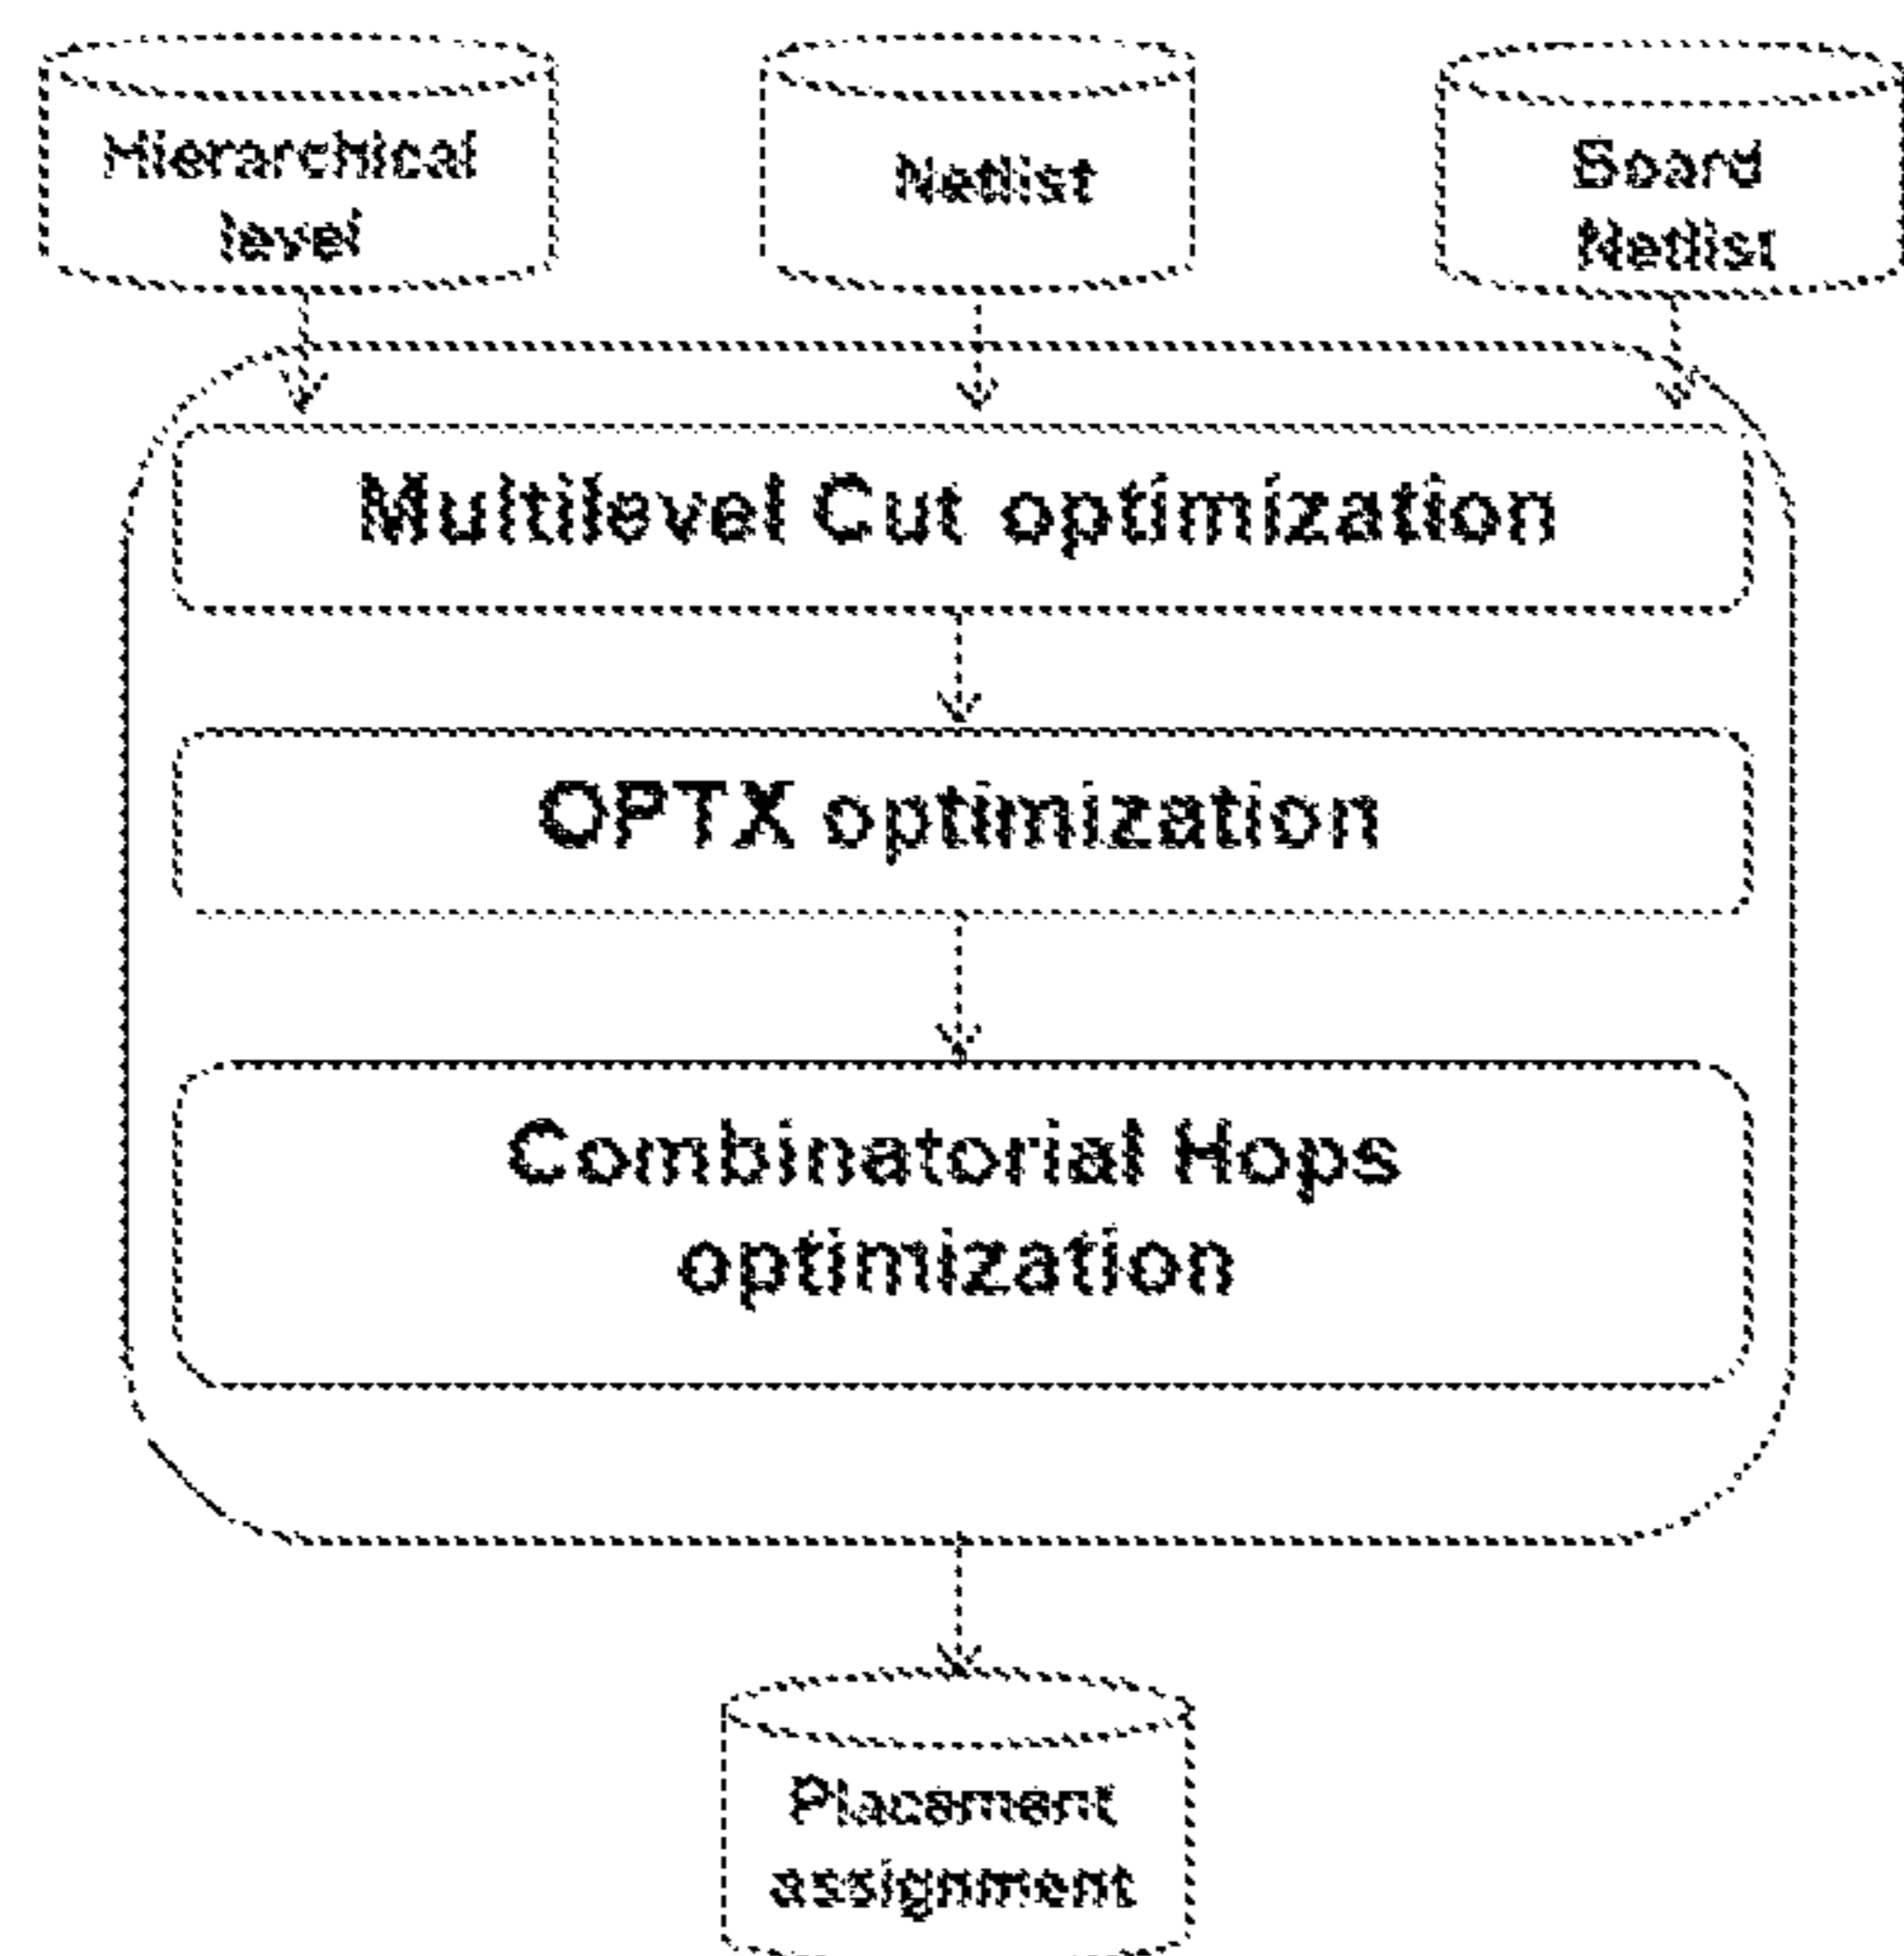 Hierarchical
level
Netlist
Board
Netlist
Multilevel Cut optimization
OPTX optimization
Combinatorial Hops
optimization
Placement
assignment